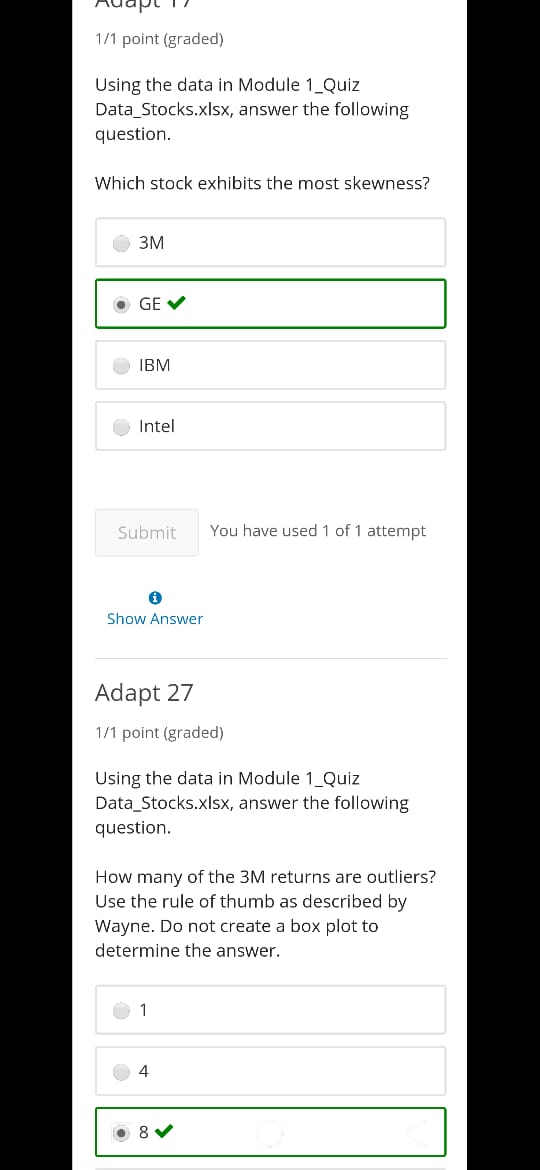 Adapt 17
1/1 point (graded)
Using the data in Module 1_Quiz
Data_Stocks.xlsx, answer the following
question.
Which stock exhibits the most skewness?
3M
GE
IBM
Intel
Submit
You have used 1 of 1 attempt
Show Answer
Adapt 27
1/1 point (graded)
Using the data in Module 1_Quiz
Data_Stocks.xlsx, answer the following
question.
How many of the 3M returns are outliers?
Use the rule of thumb as described by
Wayne. Do not create a box plot to
determine the answer.
1
4
8